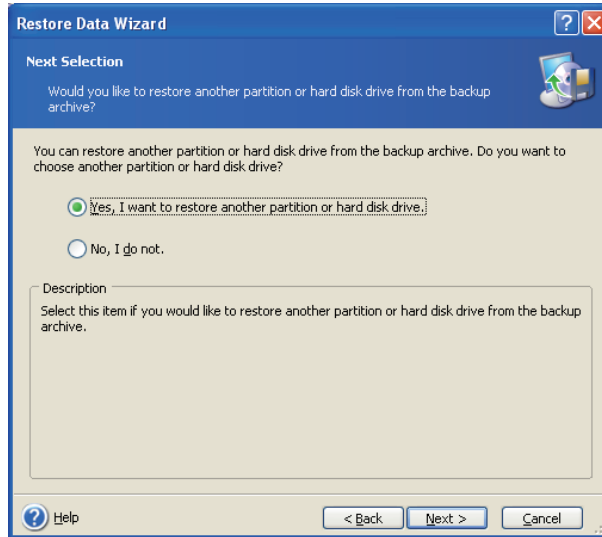 Restore Data Wizard
Next Selection
Would you like to restore another partition or hard disk drive from the backup
archive?
You can restore another partition or hard disk drive from the backup archive. Do you want to
choose another partition or hard disk drive?
Yes, I want to restore another partition or hard disk drive.
No, I do not.
Description
Select this item if you would like to restore another partition or hard disk drive from the backup
archive.
? Help
< Back
Next >
Cancel